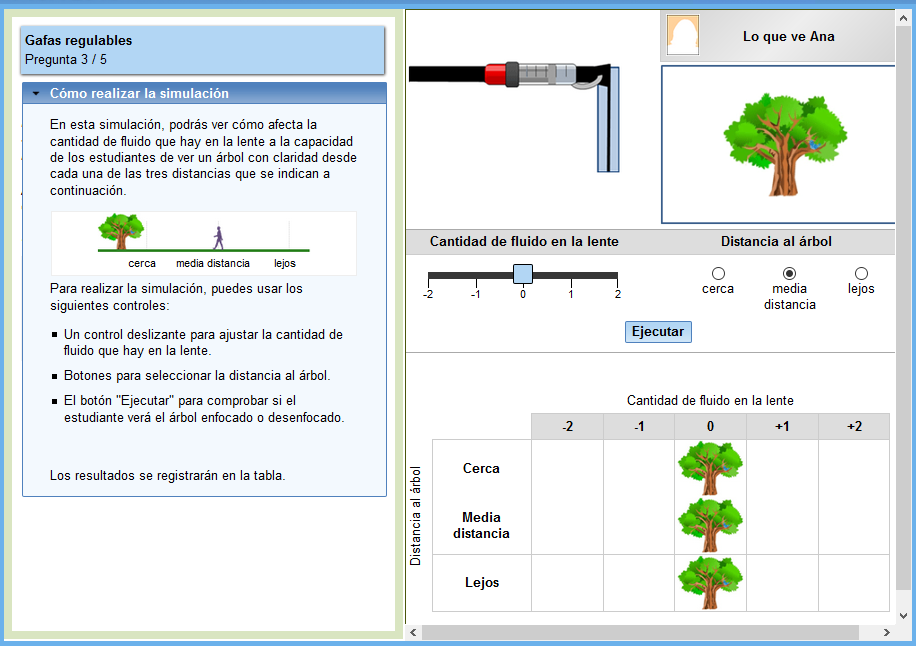 Gafas regulables
Pregunta 3 / 5
Cómo realizar la simulación
En esta simulación, podrás ver cómo afecta la
cantidad de fluido que hay en la lente a la capacidad
de los estudiantes de ver un árbol con claridad desde
cada una de las tres distancias que se indican a
continuación.
cerca media distancia lejos
Para realizar la simulación, puedes usar los
siguientes controles:
Un control deslizante para ajustar la cantidad de
fluido que hay en la lente.
Botones para seleccionar la distancia al árbol.
El botón "Ejecutar" para comprobar si el
estudiante verá el árbol enfocado o desenfocado.
Los resultados se registrarán en la tabla.
Lo que ve Ana
Cantidad de fluido en la lente
-2 -1 0 1 2
Distancia al árbol
cerca
media
distancia
lejos
Ejecutar
Cantidad de fluido en la lente
-2 -1 0 +1 +2
Distancia al árbol
Cerca
Media
distancia
Lejos